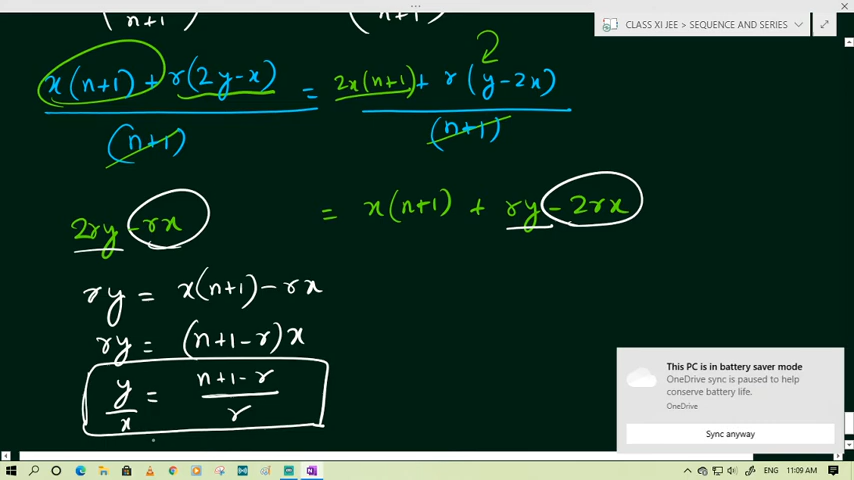 (n+1) (n+1)
CLASS XI JEE > SEQUENCE AND SERIES
x(n+1) + r(2y-x) = 2x(n+1) + r(y-2x)
(n+1) (n+1)
2ry - rx = x(n+1) + ry - 2rx
ry = x(n+1) - rx
ry = (n+1-r)x
y/x = n+1-r/r
This PC is in battery saver mode
OneDrive sync is paused to help
conserve battery life.
OneDrive
Sync anyway
ENG 11:09 AM